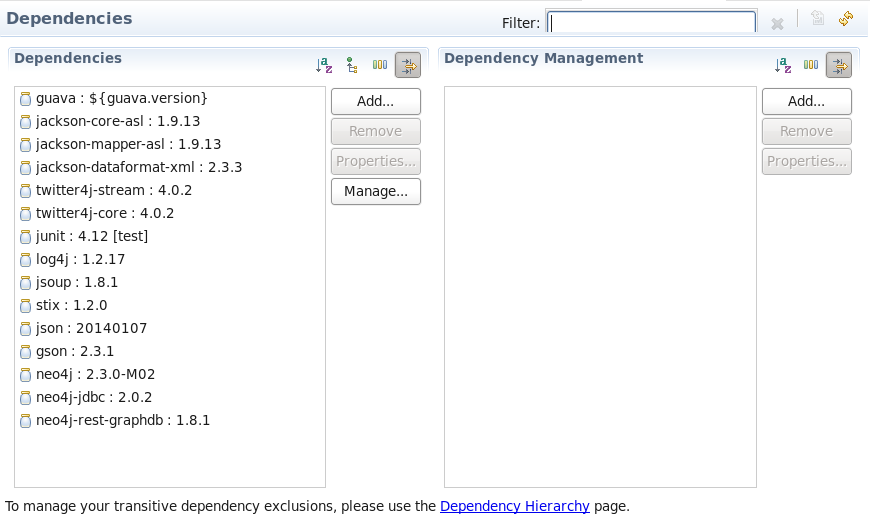 Dependencies
Filter:
Dependencies
Dependency Management
guava : ${guava.version}
jackson-core-asl : 1.9.13
jackson-mapper-asl : 1.9.13
jackson-dataformat-xml : 2.3.3
twitter4j-stream : 4.0.2
twitter4j-core : 4.0.2
junit : 4.12 [test]
log4j : 1.2.17
jsoup : 1.8.1
stix : 1.2.0
json : 20140107
gson : 2.3.1
neo4j : 2.3.0-M02
neo4j-jdbc : 2.0.2
neo4j-rest-graphdb : 1.8.1
Add...
Remove
Properties...
Manage...
Add...
Remove
Properties...
To manage your transitive dependency exclusions, please use the Dependency Hierarchy page.